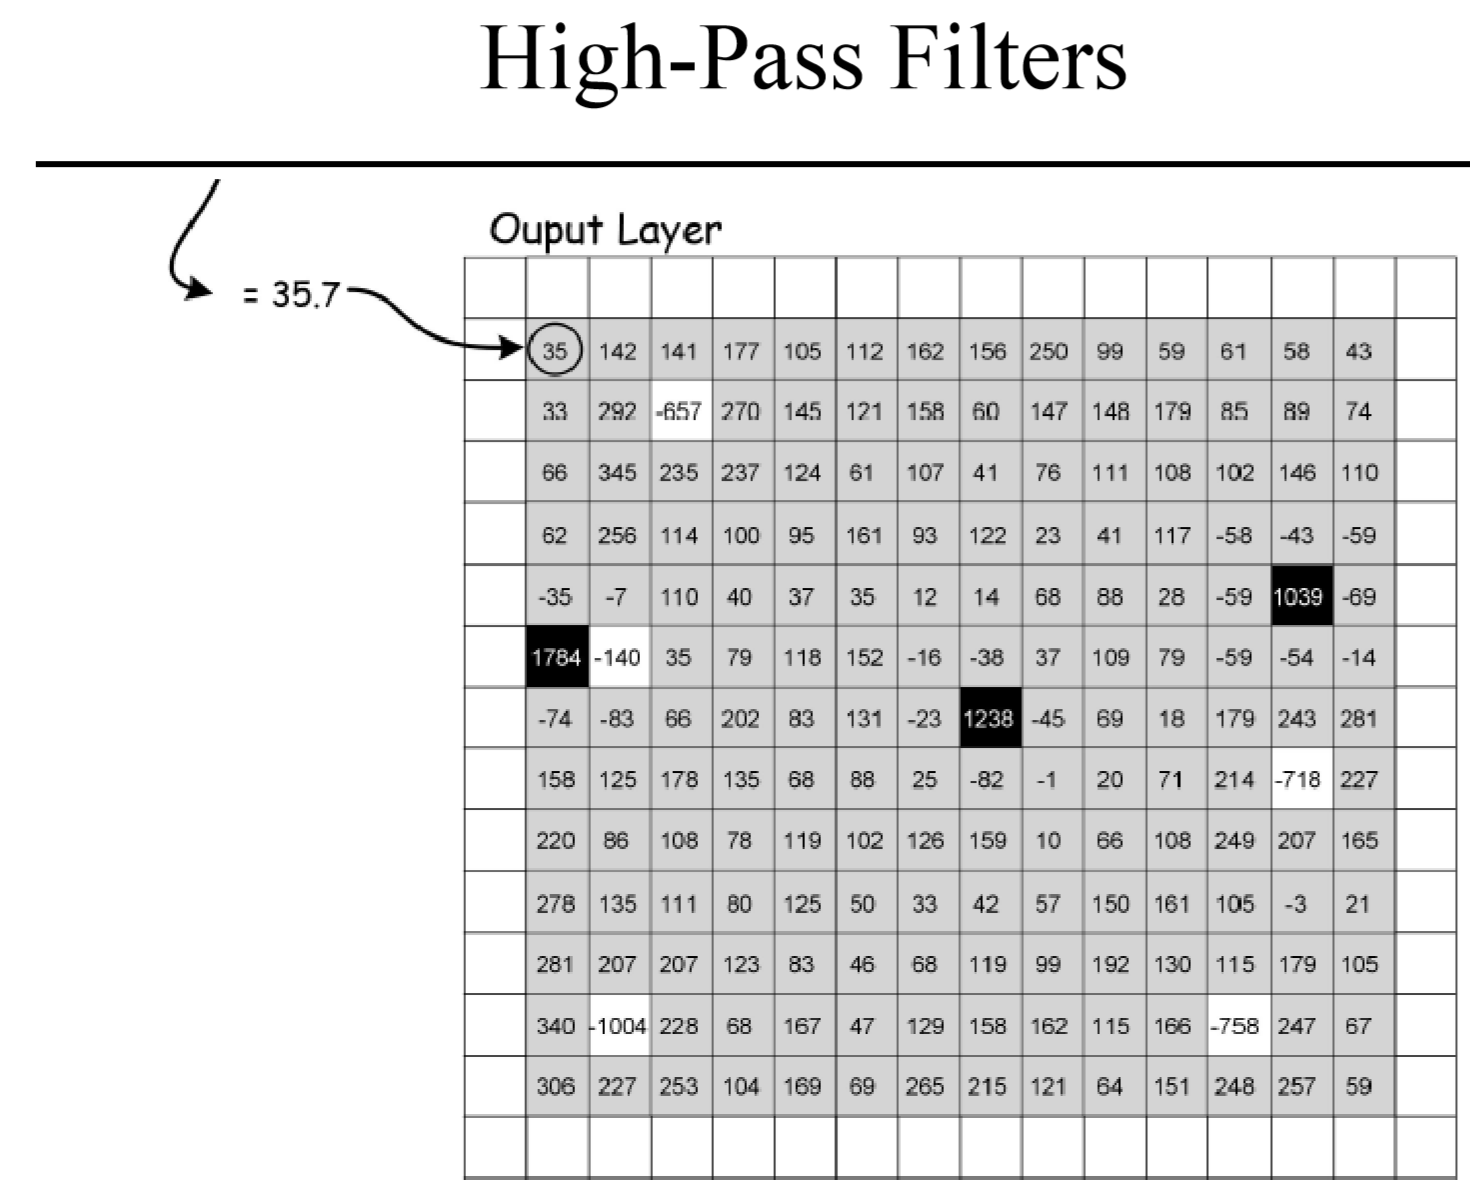 High-Pass Filters
Ouput Layer
= 35.7
35 142 141 177 105 112 162 156 250 99 59 61 58 43
33 292 -657 270 145 121 158 60 147 148 179 85 89 74
66 345 235 237 124 61 107 41 76 111 108 102 146 110
62 256 114 100 95 161 93 122 23 41 117 -58 -43 -59
-35 -7 110 40 37 35 12 14 68 88 28 -59 1039 -69
1784 -140 35 79 118 152 -16 -38 37 109 79 -59 -54 -14
-74 -83 66 202 83 131 -23 1238 -45 69 18 179 243 281
158 125 178 135 68 88 25 -82 -1 20 71 214 -718 227
220 86 108 78 119 102 126 159 10 66 108 249 207 165
278 135 111 80 125 50 33 42 57 150 161 105 -3 21
281 207 207 123 83 46 68 119 99 192 130 115 179 105
340 -1004 228 68 167 47 129 158 162 115 166 -758 247 67
306 227 253 104 169 69 265 215 121 64 151 248 257 59